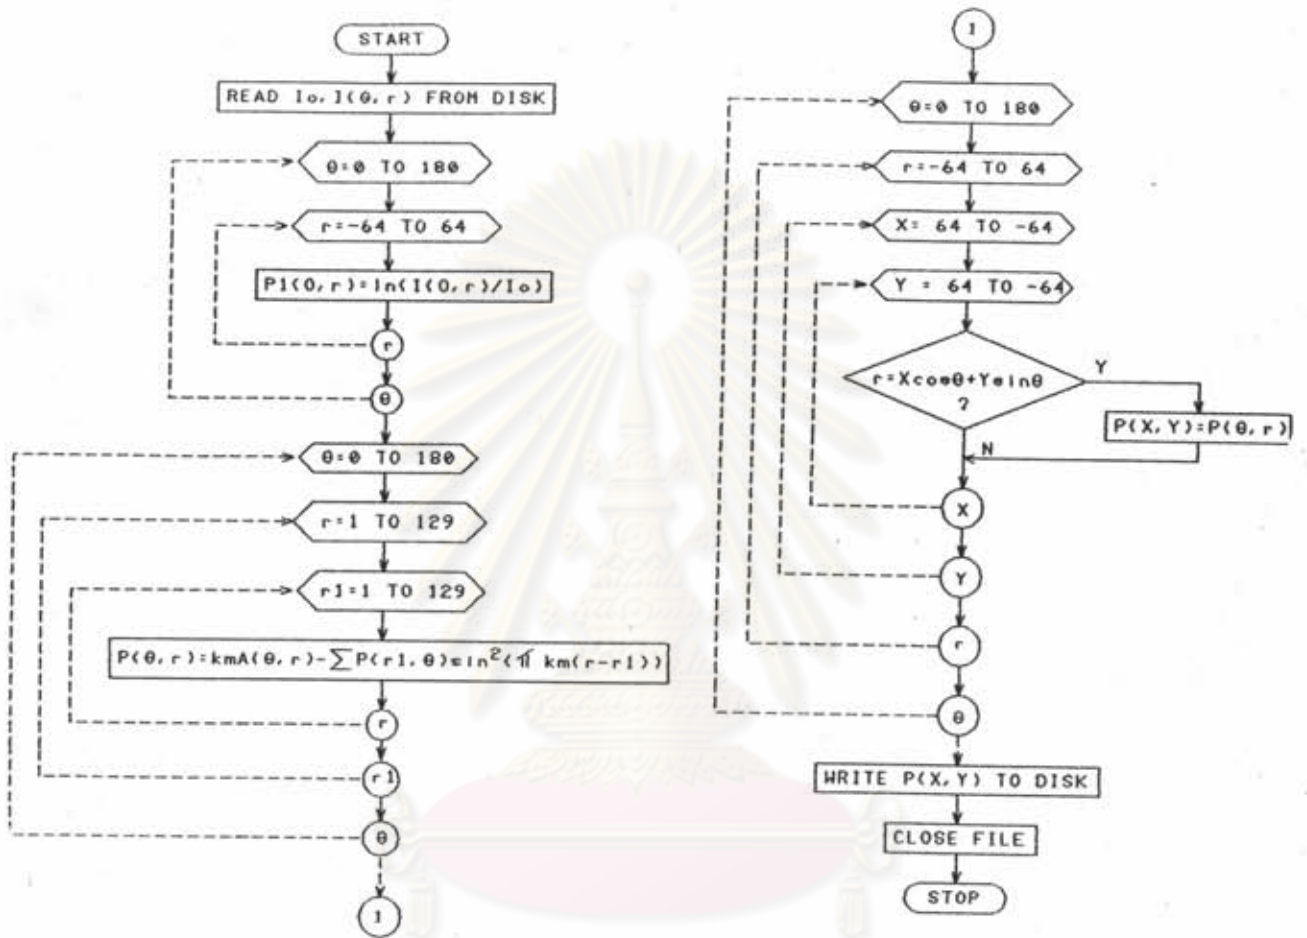 START
READ Io, I(θ,r) FROM DISK
θ=0 TO 180
r=-64 TO 64
P1(0,r)=ln(I(0,r)/Io)
r
θ
θ=0 TO 180
r=1 TO 129
r1=1 TO 129
P(θ,r)=kmA(θ,r)-∑P(r1,θ)sin²(π km(r-r1))
r
r1
θ
1
1
θ=0 TO 180
r=-64 TO 64
X= 64 TO -64
Y = 64 TO -64
r=Xcosθ+Ysinθ
?
Y
P(X,Y)=P(θ,r)
N
X
Y
r
θ
WRITE P(X,Y) TO DISK
CLOSE FILE
STOP